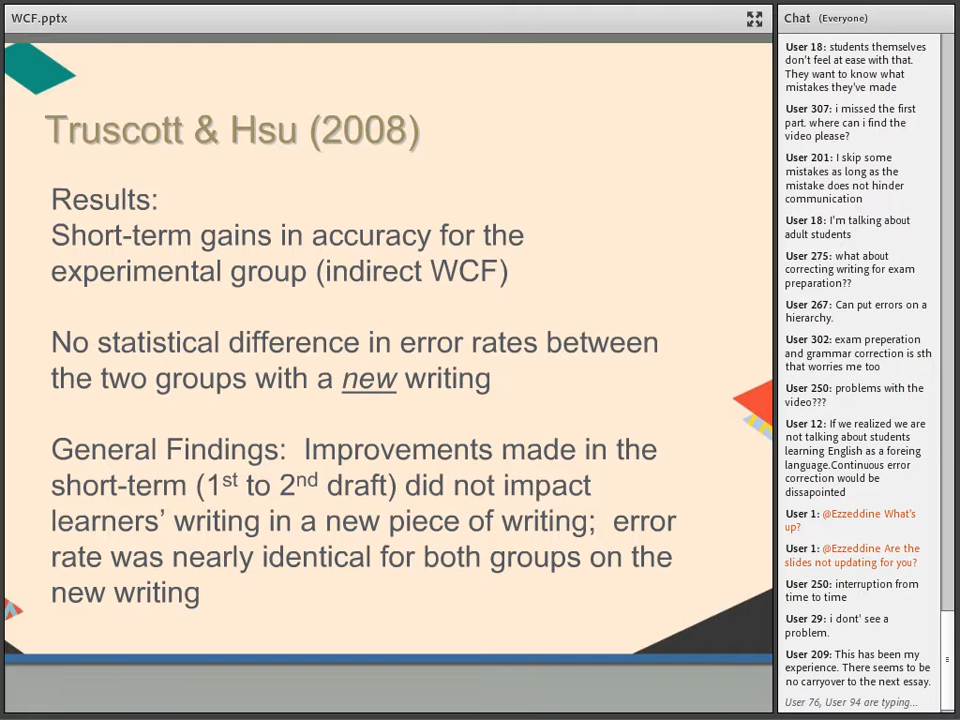 WCF.pptx
Truscott & Hsu (2008)
Results:
Short-term gains in accuracy for the
experimental group (indirect WCF)
No statistical difference in error rates between
the two groups with a new writing
General Findings:  Improvements made in the
short-term (1st to 2nd draft) did not impact
learners' writing in a new piece of writing;  error
rate was nearly identical for both groups on the
new writing
Chat (Everyone)
User 18: students themselves
don't feel at ease with that.
They want to know what
mistakes they've made
User 307: i missed the first
part. where can i find the
video please?
User 201: I skip some
mistakes as long as the
mistake does not hinder
communication
User 18: I'm talking about
adult students
User 275: what about
correcting writing for exam
preparation??
User 267: Can put errors on a
hierarchy.
User 302: exam preperation
and grammar correction is sth
that worries me too
User 250: problems with the
video???
User 12: If we realized we are
not talking about students
learning English as a foreing
language.Continuous error
correction would be
dissapointed
User 1: @Ezzeddine What's
up?
User 1: @Ezzeddine Are the
slides not updating for you?
User 250: interruption from
time to time
User 29: i dont' see a
problem.
User 209: This has been my
experience. There seems to be
no carryover to the next essay.
User 76, User 94 are typing...